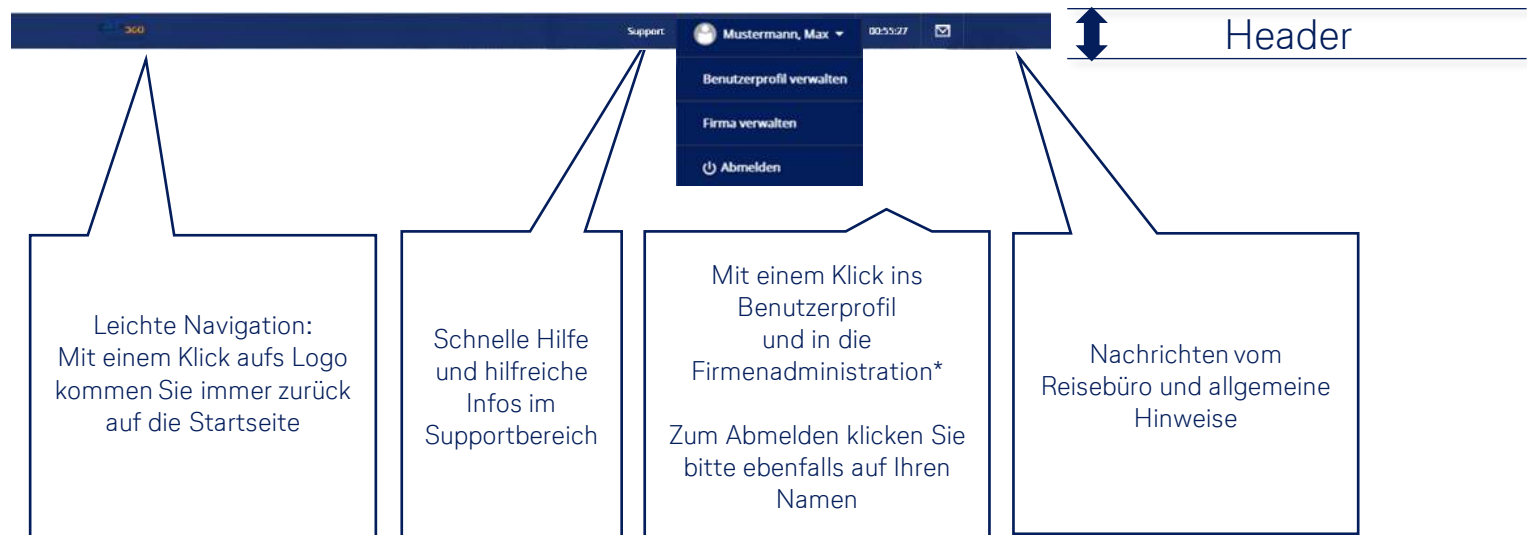 360
Support
Mustermann, Max
00:55:27
Header
Benutzerprofil verwalten
Firma verwalten
Abmelden
Leichte Navigation:
Mit einem Klick aufs Logo
kommen Sie immer zurück
auf die Startseite
Schnelle Hilfe
und hilfreiche
Infos im
Supportbereich
Mit einem Klick ins
Benutzerprofil
und in die
Firmenadministration*
Zum Abmelden klicken Sie
bitte ebenfalls auf Ihren
Namen
Nachrichten vom
Reisebüro und allgemeine
Hinweise